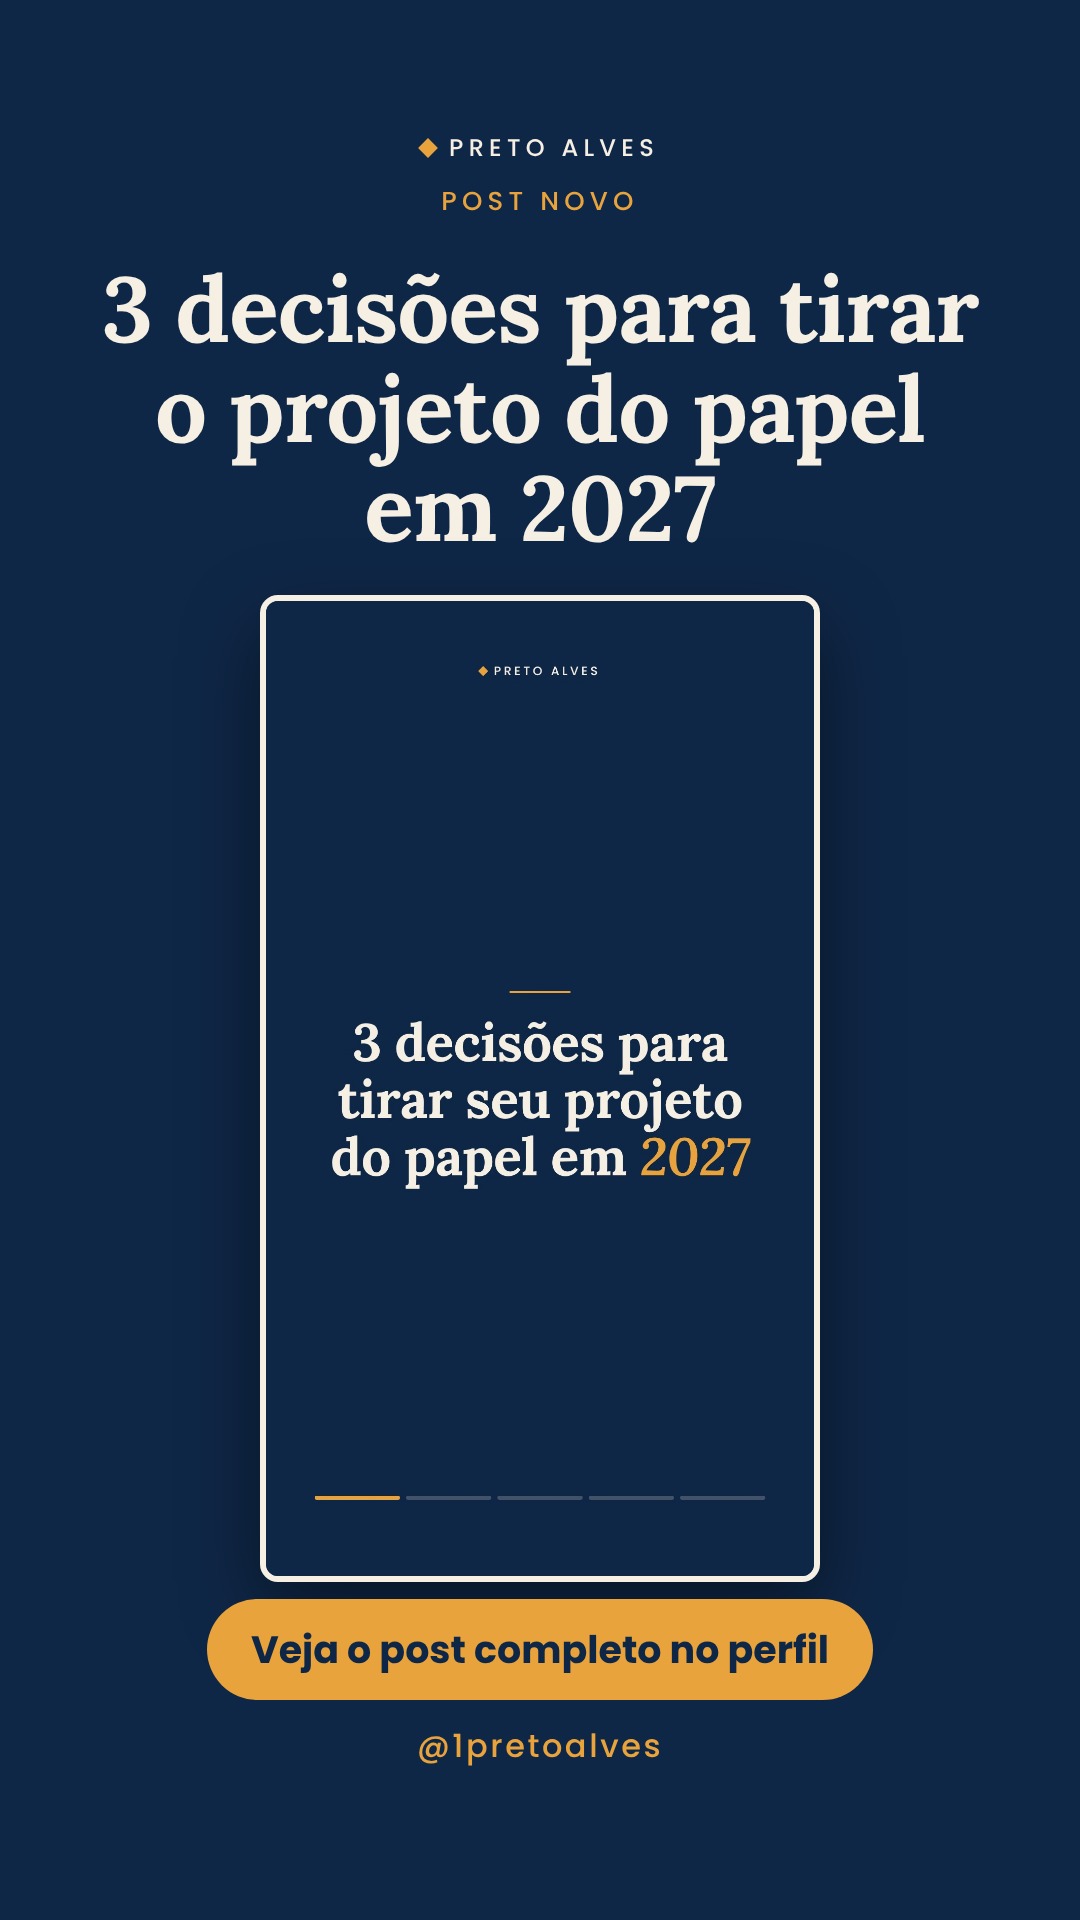 PRETO ALVES
POST NOVO
3 decisões para tirar
o projeto do papel
em 2027
PRETO ALVES
3 decisões para
tirar seu projeto
do papel em 2027
Veja o post completo no perfil
@1pretoalves